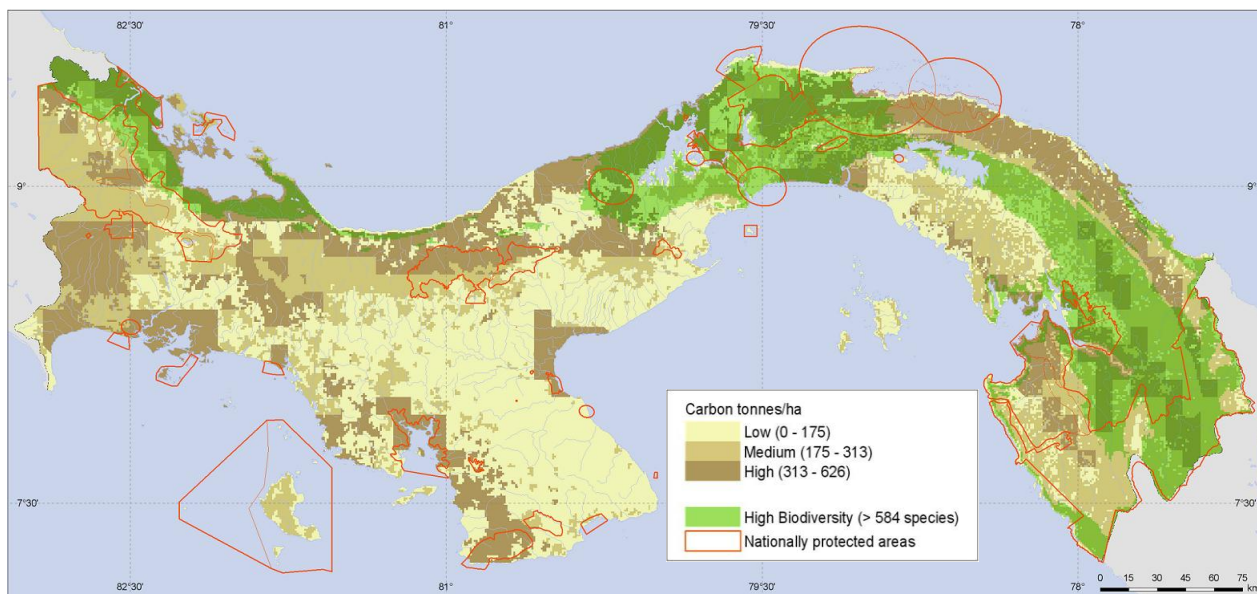 82°30' 81° 79°30' 78°
9° 9°
Carbon tonnes/ha
Low (0 - 175)
Medium (175 - 313)
High (313 - 626)
High Biodiversity (> 584 species)
Nationally protected areas
7°30' 7°30'
0 15 30 45 60 75
km
82°30' 81° 79°30' 78°